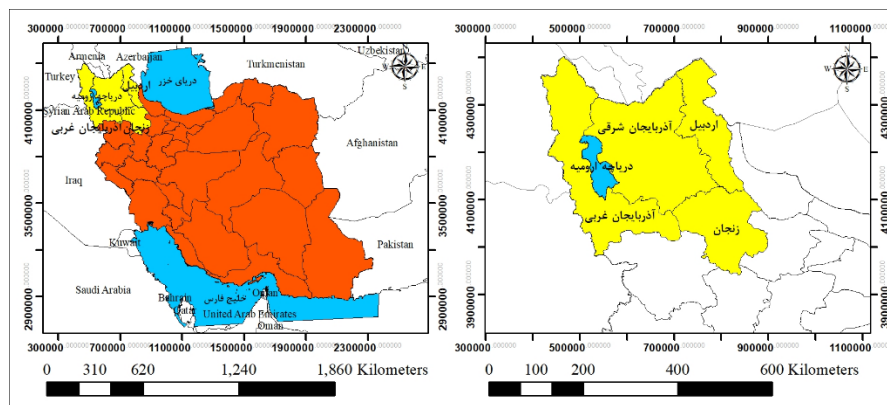 300000 700000 1100000 1500000 1900000 2300000
Armenia Azerbaijan Turkmenistan Uzbekistan
Turkey
دریای خزر
اردبیل
دریاچه ارومیه
Syrian Arab Republic
زنجان آذربایجان غربی
Afghanistan
Iraq
Kuwait
Pakistan
Saudi Arabia
Bahrain
خلیج فارس
Oman
Qatar
United Arab Emirates
Oman
N
W E
S
4100000
3500000
2900000
4100000
3500000
2900000
300000 700000 1100000 1500000 1900000 2300000
0 310 620 1,240 1,860 Kilometers
300000 500000 700000 900000 1100000
N
W E
S
آذربایجان شرقی
اردبیل
دریاچه ارومیه
آذربایجان غربی
زنجان
4300000
4100000
3900000
300000 500000 700000 900000 1100000
0 100 200 400 600 Kilometers